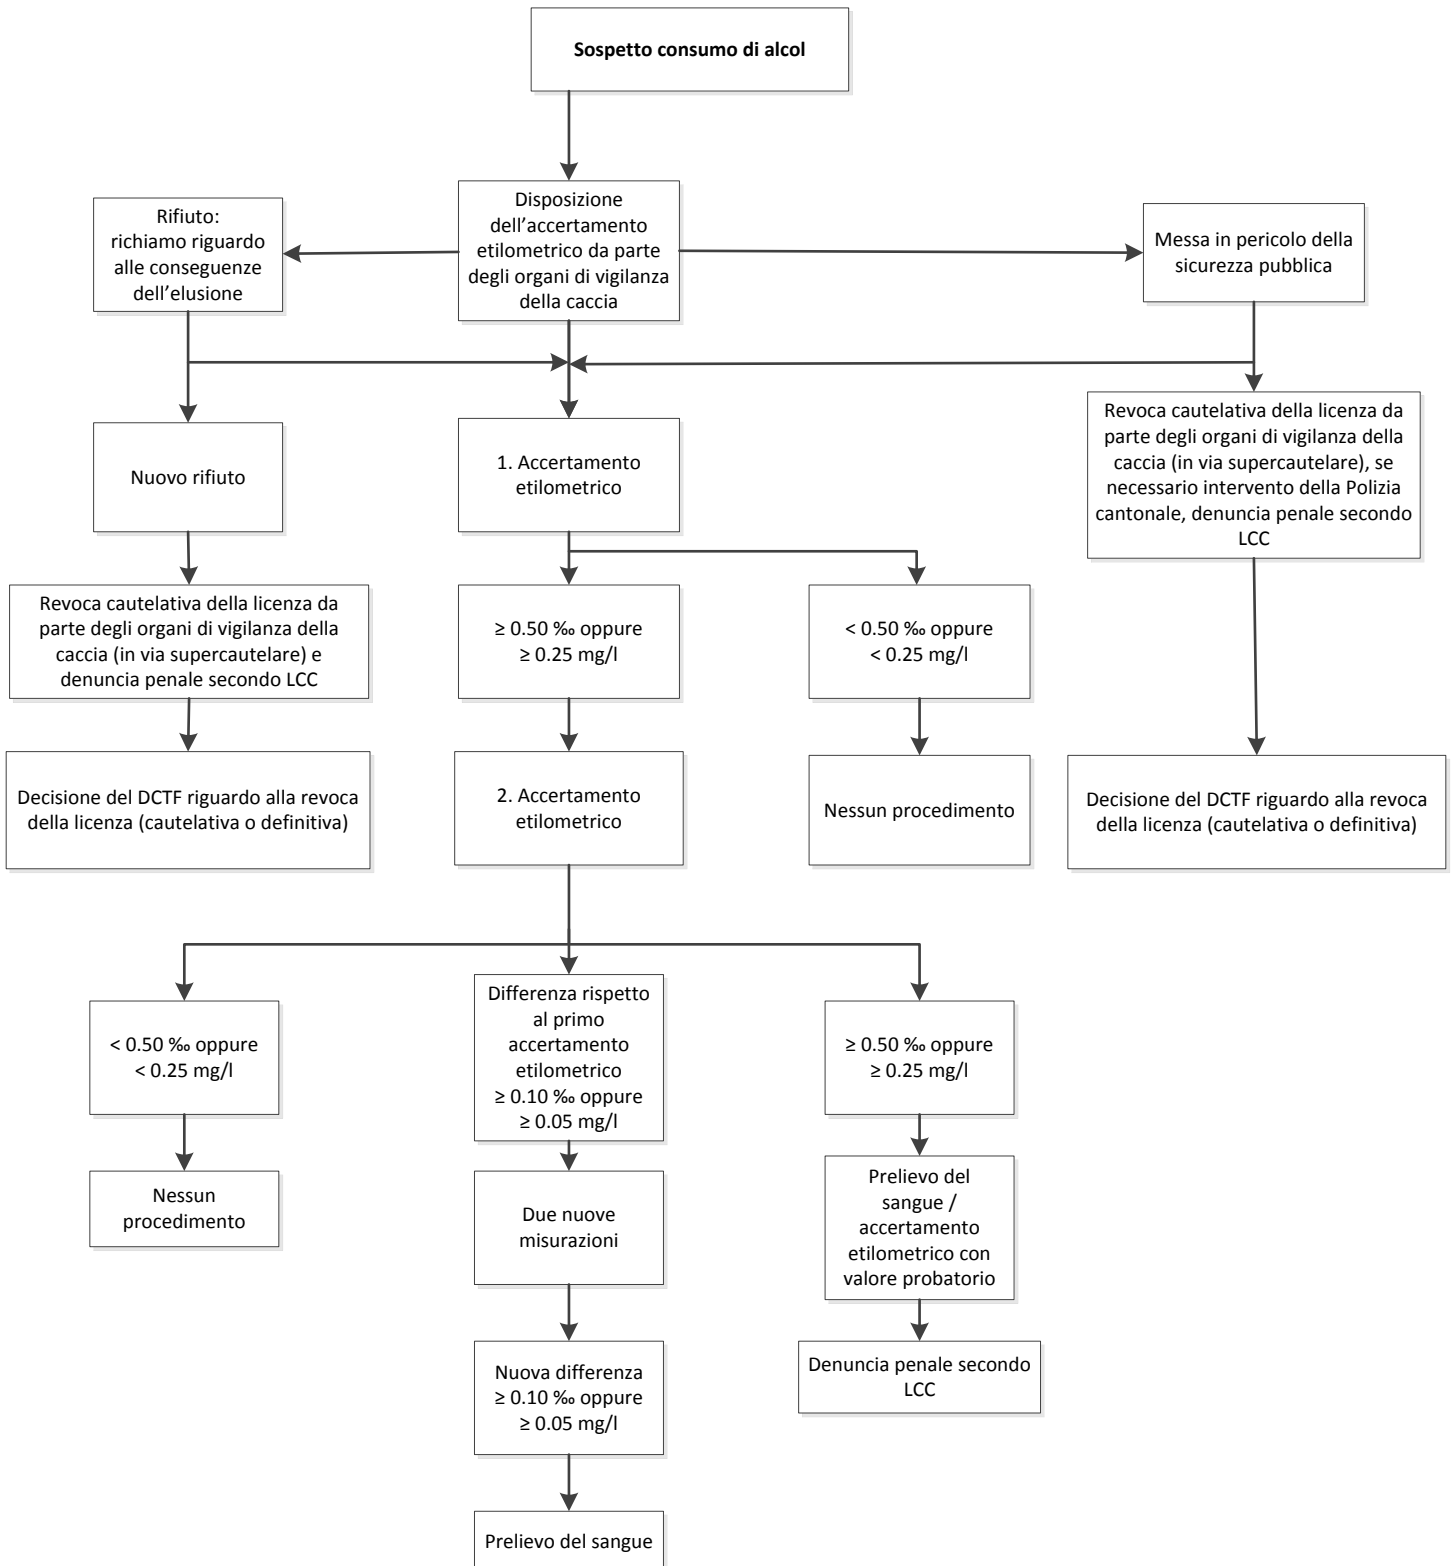 Sospetto consumo di alcol
Rifiuto:
richiamo riguardo
alle conseguenze
dell’elusione
Disposizione
dell’accertamento
etilometrico da parte
degli organi di vigilanza
della caccia
Messa in pericolo della
sicurezza pubblica
Nuovo rifiuto
1. Accertamento
etilometrico
Revoca cautelativa della licenza da
parte degli organi di vigilanza della
caccia (in via supercautelare), se
necessario intervento della Polizia
cantonale, denuncia penale secondo
LCC
Revoca cautelativa della licenza da
parte degli organi di vigilanza della
caccia (in via supercautelare) e
denuncia penale secondo LCC
≥ 0.50 ‰ oppure
≥ 0.25 mg/l
< 0.50 ‰ oppure
< 0.25 mg/l
Decisione del DCTF riguardo alla revoca
della licenza (cautelativa o definitiva)
2. Accertamento
etilometrico
Nessun procedimento
Decisione del DCTF riguardo alla revoca
della licenza (cautelativa o definitiva)
< 0.50 ‰ oppure
< 0.25 mg/l
Differenza rispetto
al primo
accertamento
etilometrico
≥ 0.10 ‰ oppure
≥ 0.05 mg/l
≥ 0.50 ‰ oppure
≥ 0.25 mg/l
Nessun
procedimento
Due nuove
misurazioni
Prelievo del
sangue /
accertamento
etilometrico con
valore probatorio
Nuova differenza
≥ 0.10 ‰ oppure
≥ 0.05 mg/l
Denuncia penale secondo
LCC
Prelievo del sangue